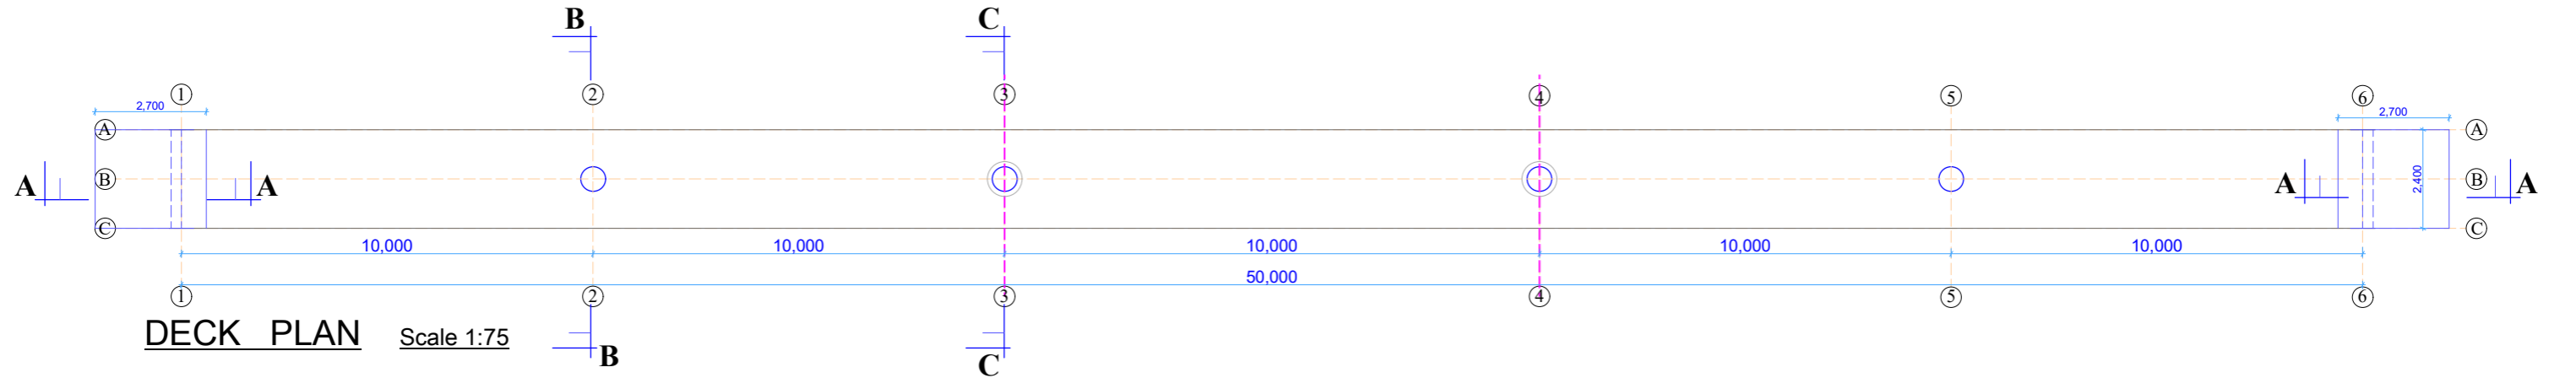 B C
1 2 3 4 5 6
2,700 2,700
A A
A A B B A A
2,400
C C
10,000 10,000 10,000 10,000 10,000
50,000
1 2 3 4 5 6
DECK PLAN Scale 1:75
B C